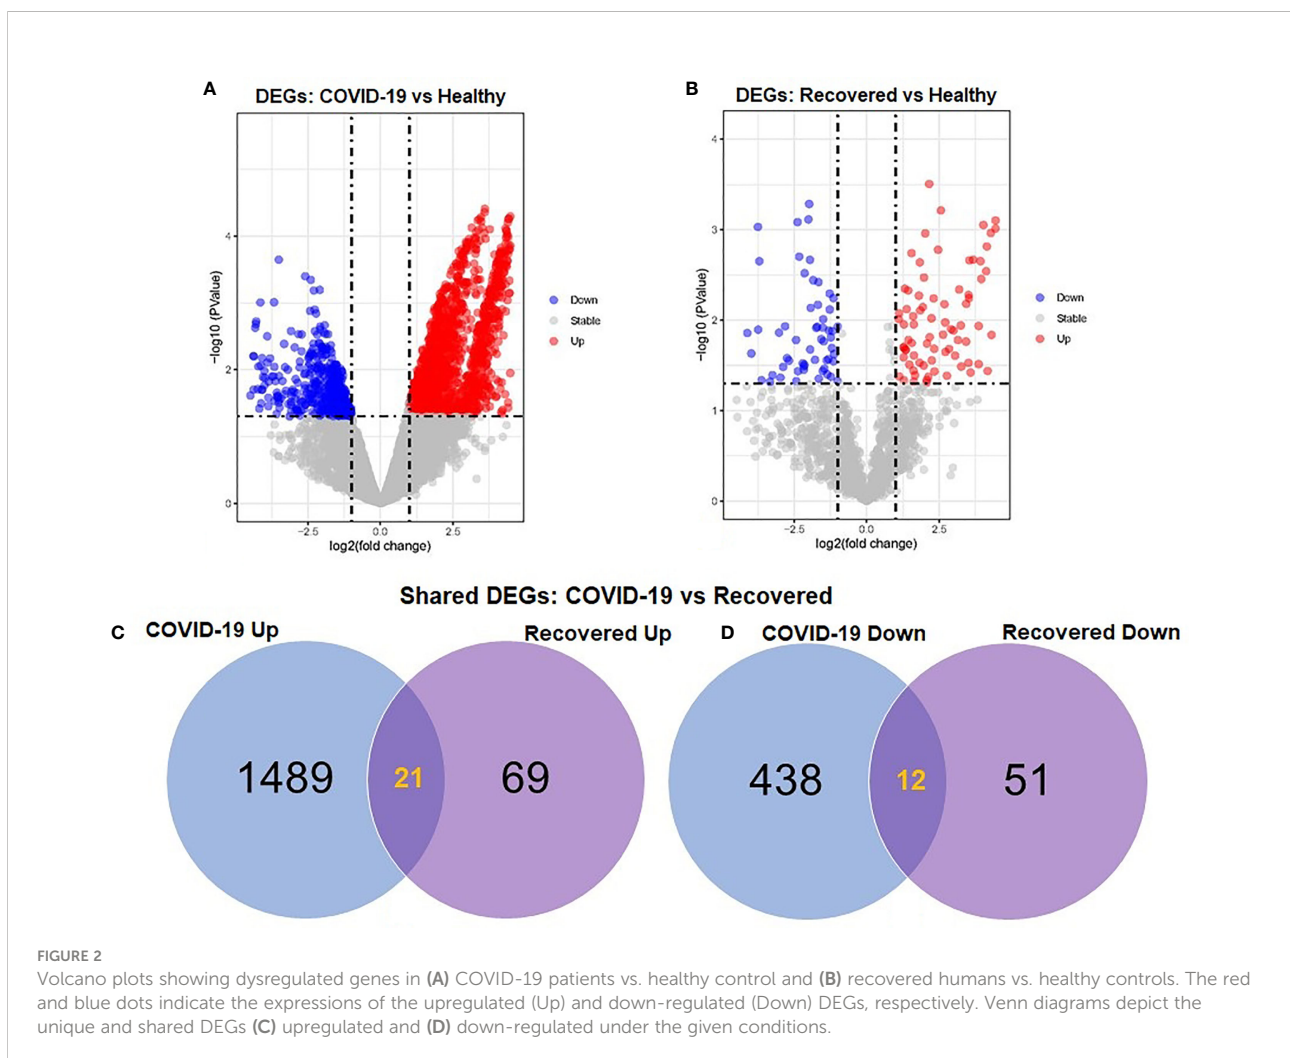 A
DEGs: COVID-19 vs Healthy
4
2
0
−2.5
0.0
2.5
−log10 (PValue)
log2(fold change)
Down
Stable
Up
B
DEGs: Recovered vs Healthy
4
3
2
1
0
−2.5
0.0
2.5
−log10 (PValue)
log2(fold change)
Down
Stable
Up
Shared DEGs: COVID-19 vs Recovered
C
COVID-19 Up
Recovered Up
1489
21
69
D
COVID-19 Down
Recovered Down
438
12
51
FIGURE 2
Volcano plots showing dysregulated genes in (A) COVID-19 patients vs. healthy control and (B) recovered humans vs. healthy controls. The red
and blue dots indicate the expressions of the upregulated (Up) and down-regulated (Down) DEGs, respectively. Venn diagrams depict the
unique and shared DEGs (C) upregulated and (D) down-regulated under the given conditions.